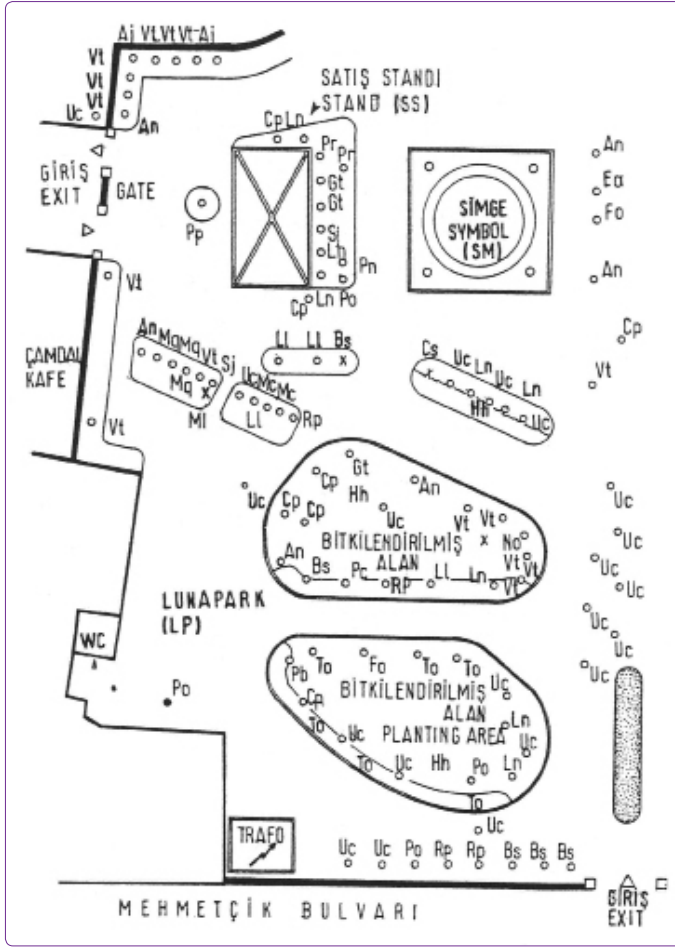 Aj Vt Vt Vt Aj
Vt
Vt
Vt
Uc
An
SATIŞ STANDI
STAND (SS)
Cp Ln
Pr
Pr
Gt
Gt
Sj
Ln
Pn
Ln Po
Cp
GİRİŞ
EXIT
GATE
Pp
SİMGE
SYMBOL
(SM)
An
Ea
Fo
An
Cp
Vt
Vt
ÇAMDALI
KAFE
Vt
An Mq Mq Vt Sj
Mq x
Ml
Uc Mc Mc
Ll
Rp
Ll Ll Bs
x
Cs Uc Ln Uc Ln
x
Hh
Uc
Gt
Cp
Hh
An
Uc
Cp
Cp
Uc
Vt Vt
x
No
BİTKİLENDİRİLMİŞ
ALAN
An
Vt Vt
Bs Pc RP Ll Ln Vt
Uc
Uc
Uc
Uc
Uc
Uc
Uc
LUNAPARK
(LP)
WC
Po
Pb
To Fo To To
Uc
Cp
BİTKİLENDİRİLMİŞ
ALAN
PLANTING AREA
To
Ln
Uc
Uc
To
Uc Hh Po Ln
To
Uc
TRAFO
Uc Uc Po Rp Rp Bs Bs Bs
GİRİŞ
EXIT
MEHMETÇİK BULVARI